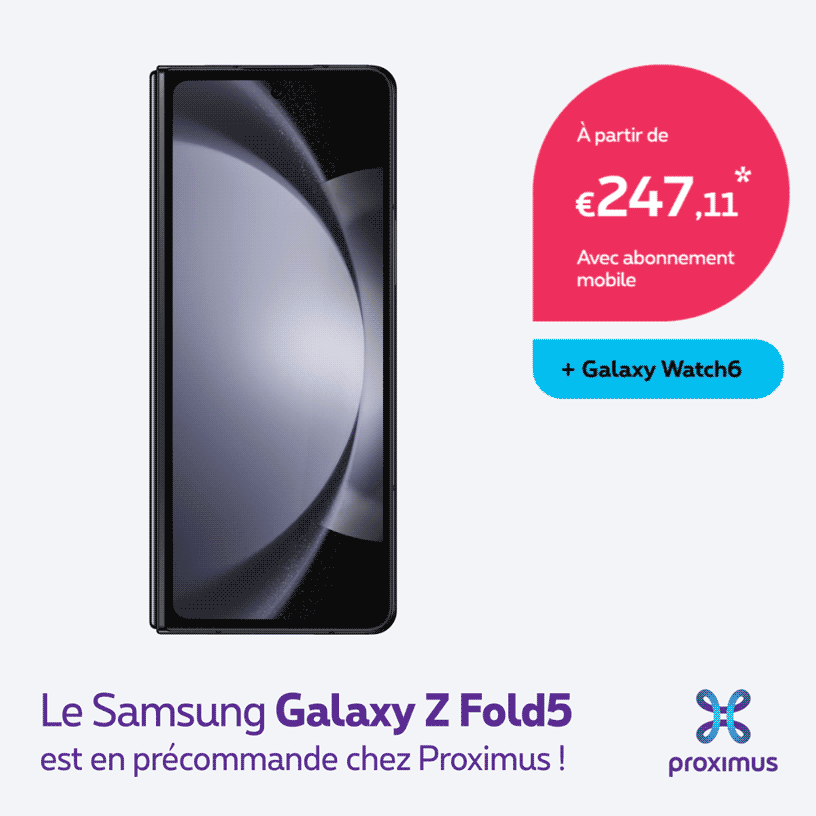 À partir de
€247,11*
Avec abonnement
mobile
+ Galaxy Watch6
Le Samsung Galaxy Z Fold5
est en précommande chez Proximus !
proximus